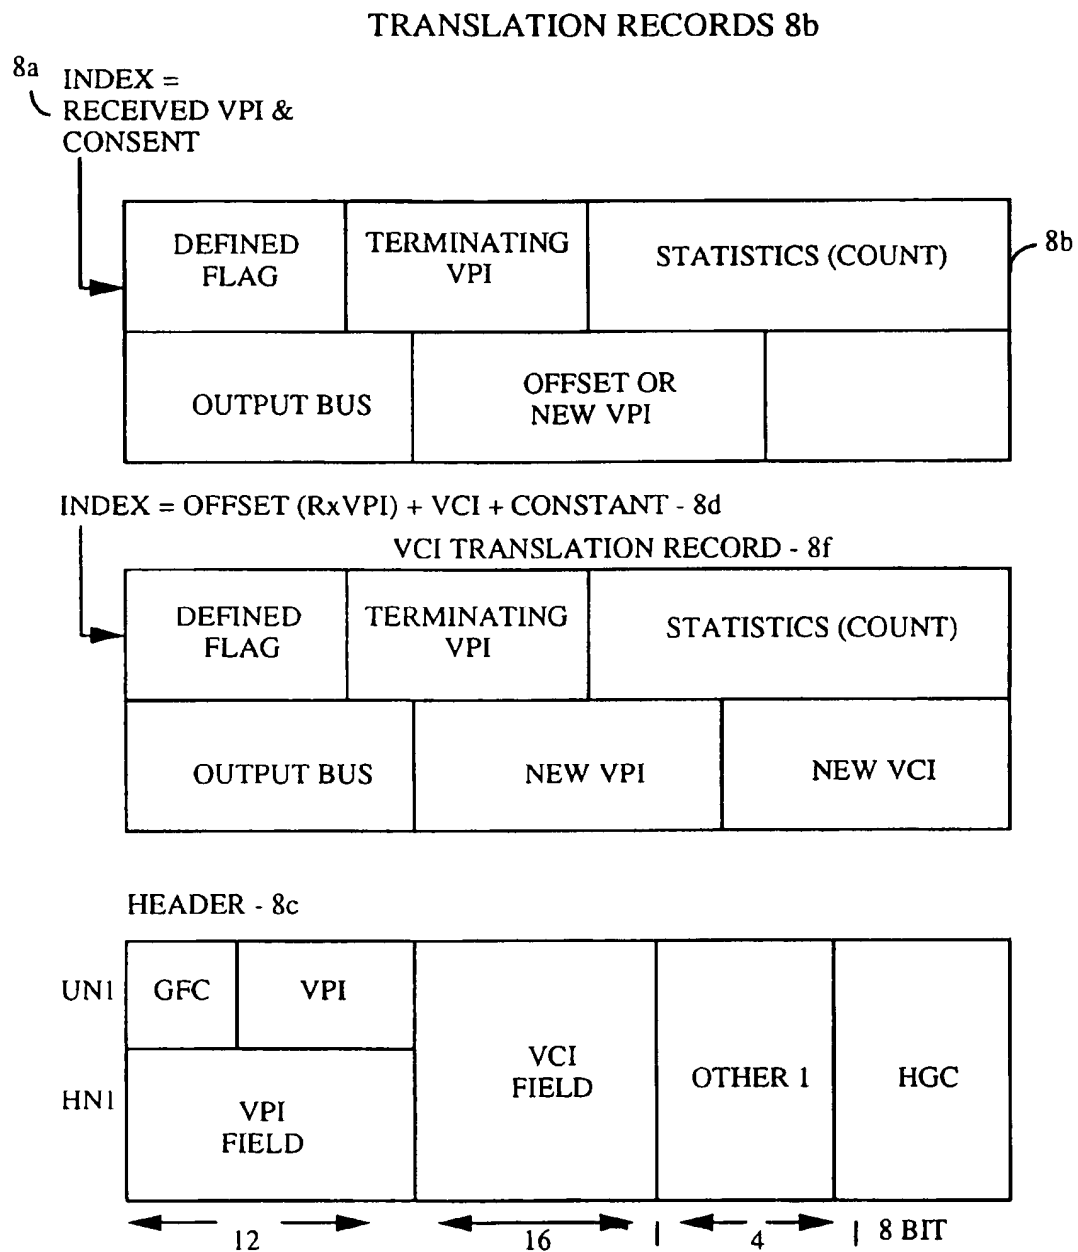 TRANSLATION RECORDS 8b
8a
INDEX =
RECEIVED VPI &
CONSENT
DEFINED
FLAG
TERMINATING
VPI
STATISTICS (COUNT)
8b
OUTPUT BUS
OFFSET OR
NEW VPI
INDEX = OFFSET (RxVPI) + VCI + CONSTANT - 8d
VCI TRANSLATION RECORD - 8f
DEFINED
FLAG
TERMINATING
VPI
STATISTICS (COUNT)
OUTPUT BUS
NEW VPI
NEW VCI
HEADER - 8c
UN1
GFC
VPI
VCI
FIELD
OTHER 1
HGC
HN1
VPI
FIELD
12
16
4
8 BIT